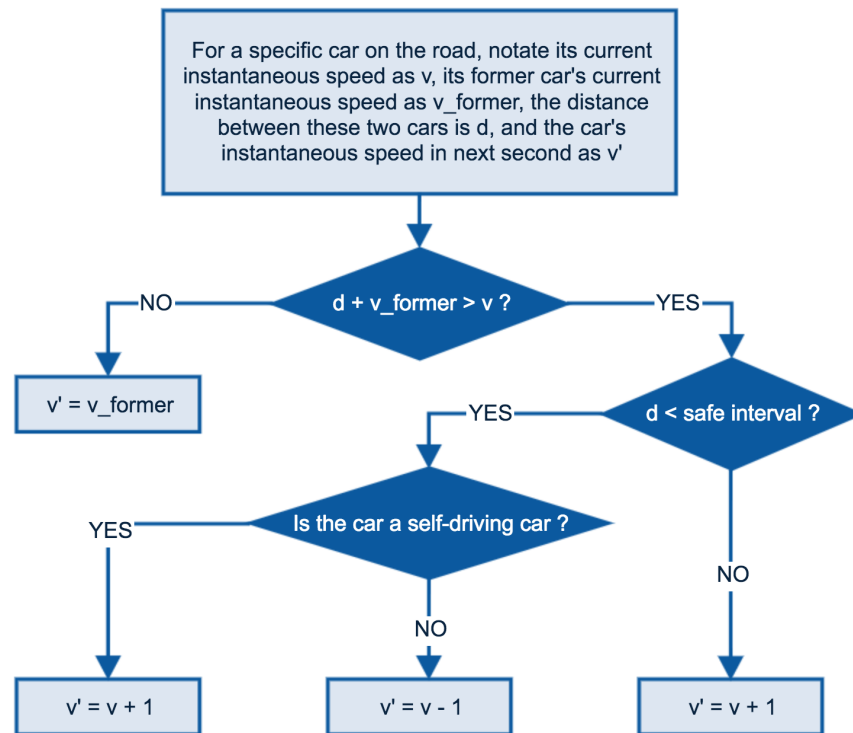 For a specific car on the road, notate its current
instantaneous speed as v, its former car's current
instantaneous speed as v_former, the distance
between these two cars is d, and the car's
instantaneous speed in next second as v'
d + v_former > v ?
NO
YES
v' = v_former
d < safe interval ?
YES
Is the car a self-driving car ?
YES
NO
NO
v' = v + 1
v' = v - 1
v' = v + 1